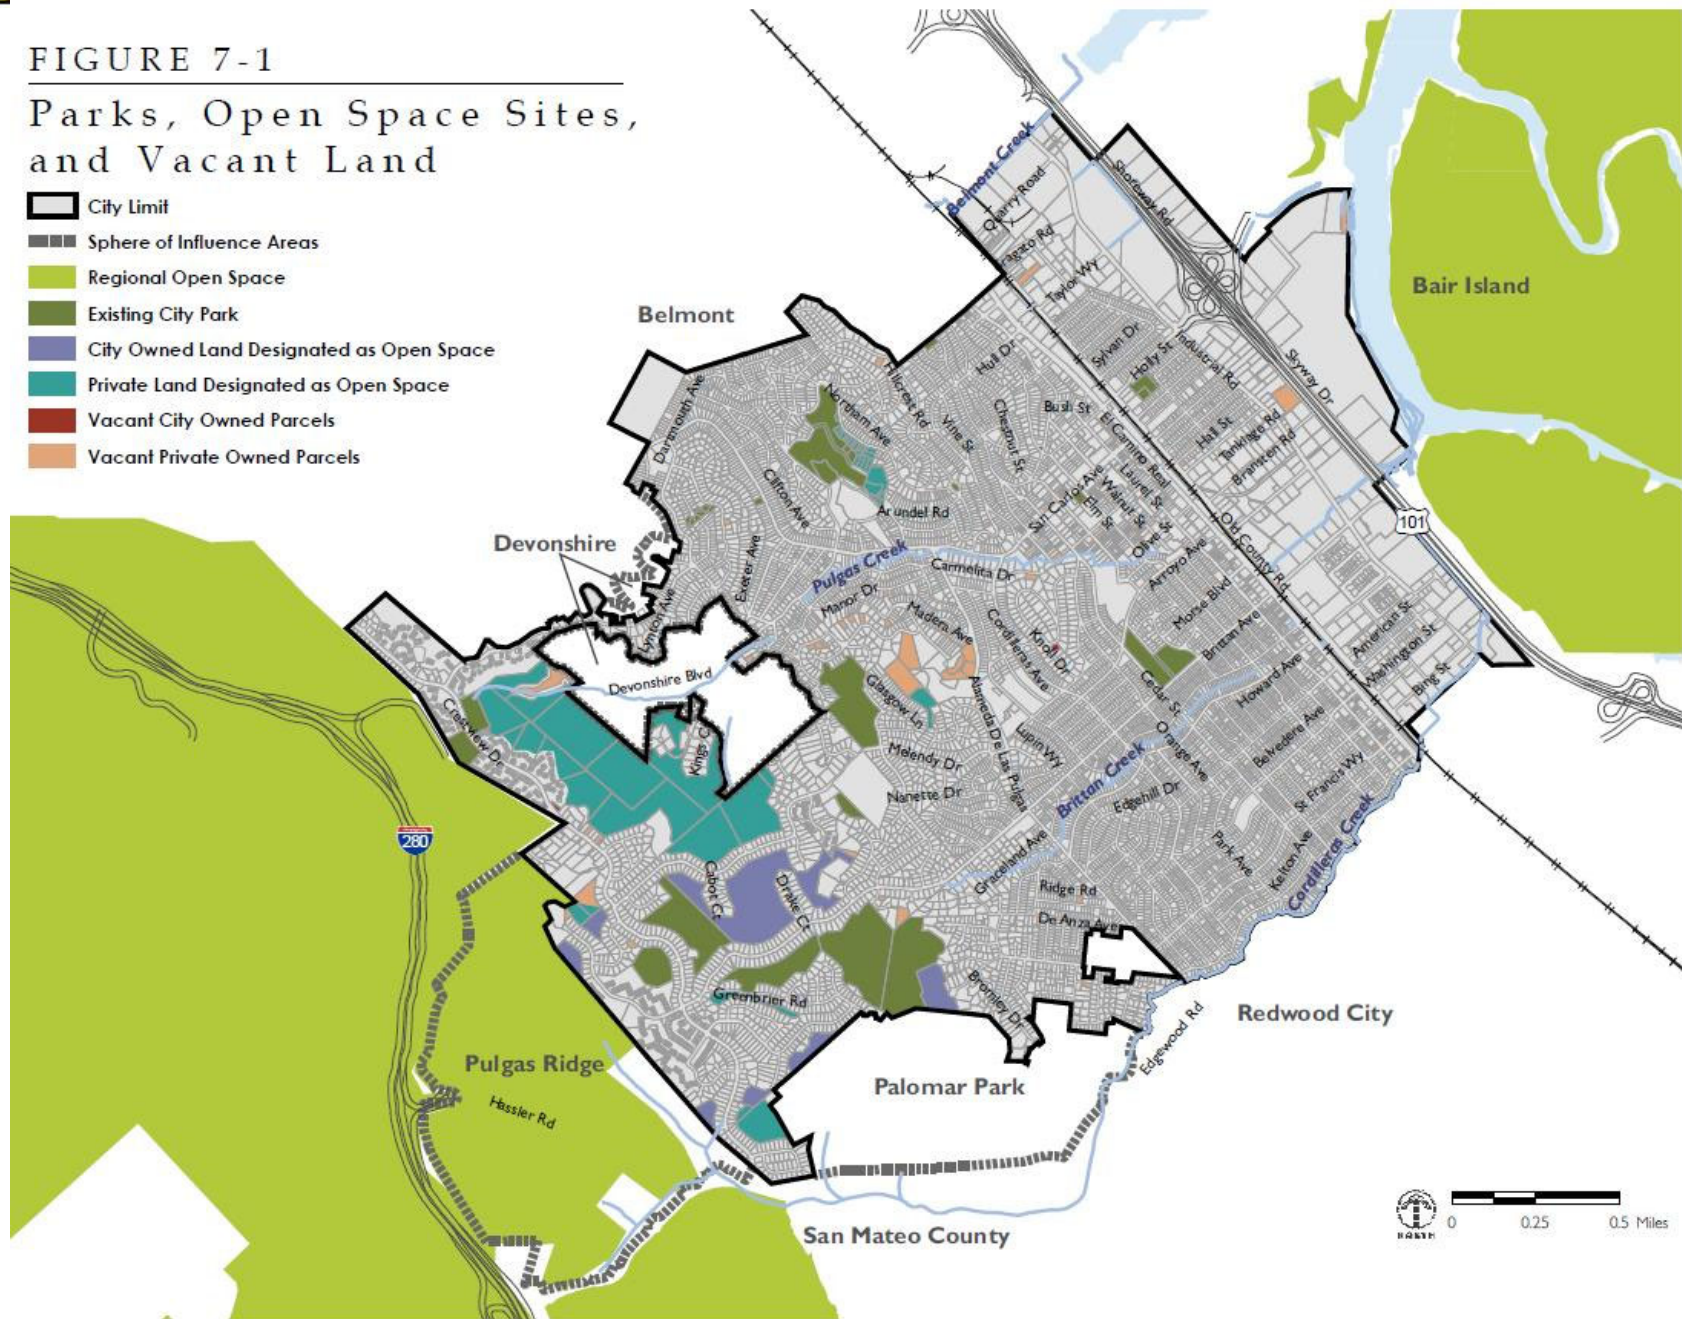 FIGURE 7-1
Parks, Open Space Sites,
and Vacant Land
City Limit
Sphere of Influence Areas
Regional Open Space
Existing City Park
City Owned Land Designated as Open Space
Private Land Designated as Open Space
Vacant City Owned Parcels
Vacant Private Owned Parcels
Belmont Creek
Quarry Road
Shoreway Rd
ragato Rd
Taylor Wy
Bair Island
Belmont
Sylvan Dr
Holly St
Industrial Rd
Skyway Dr
Hull Dr
Hillcrest Rd
Northam Ave
Dartmouth Ave
Vine St
Chestnut St
Bush St
El Camino Real
Hall St
Tanklage Rd
Bransten Rd
Clifton Ave
Arundel Rd
San Carlos Ave
Laurel St
Walnut St
Elm St
Olive St
101
Devonshire
Exeter Ave
Pulgas Creek
Carmelita Dr
Arroyo Ave
Old County Rd
Lynton Ave
Manor Dr
Madera Ave
Cordilleras Ave
Knoll Dr
Morse Blvd
Brittan Ave
American St
Washington St
Bing St
Devonshire Blvd
Crestview Dr
Kings C
Glasgow Ln
Alameda De Las Pulgas
Cedar St
Howard Ave
Melendy Dr
Lupin Wy
Orange Ave
Belvedere Ave
Nanette Dr
Brittan Creek
Edgehill Dr
St Francis Wy
280
Cabot Ct
Drake Ct
Graceland Ave
Park Ave
Kelton Ave
Cordilleras Creek
Ridge Rd
De Anza Ave
Greenbrier Rd
Bromley Dr
Redwood City
Edgewood Rd
Pulgas Ridge
Hassler Rd
Palomar Park
San Mateo County
NORTH
0 0.25 0.5 Miles